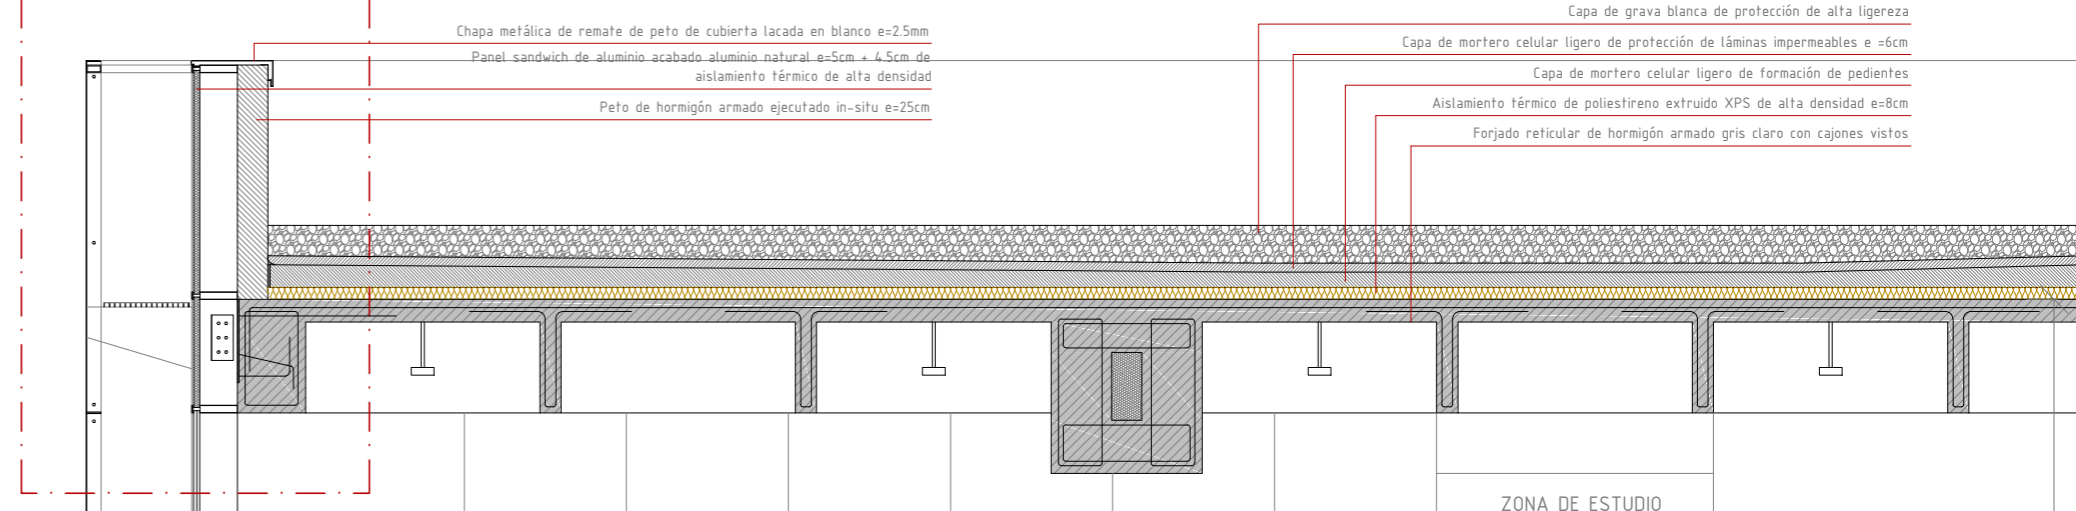 Chapa metálica de remate de peto de cubierta lacada en blanco e=2.5mm
Panel sandwich de aluminio acabado aluminio natural e=5cm + 4.5cm de
aislamiento térmico de alta densidad
Peto de hormigón armado ejecutado in-situ e=25cm
Capa de grava blanca de protección de alta ligereza
Capa de mortero celular ligero de protección de láminas impermeables e =6cm
Capa de mortero celular ligero de formación de pedientes
Aislamiento térmico de poliestireno extruido XPS de alta densidad e=8cm
Forjado reticular de hormigón armado gris claro con cajones vistos
ZONA DE ESTUDIO